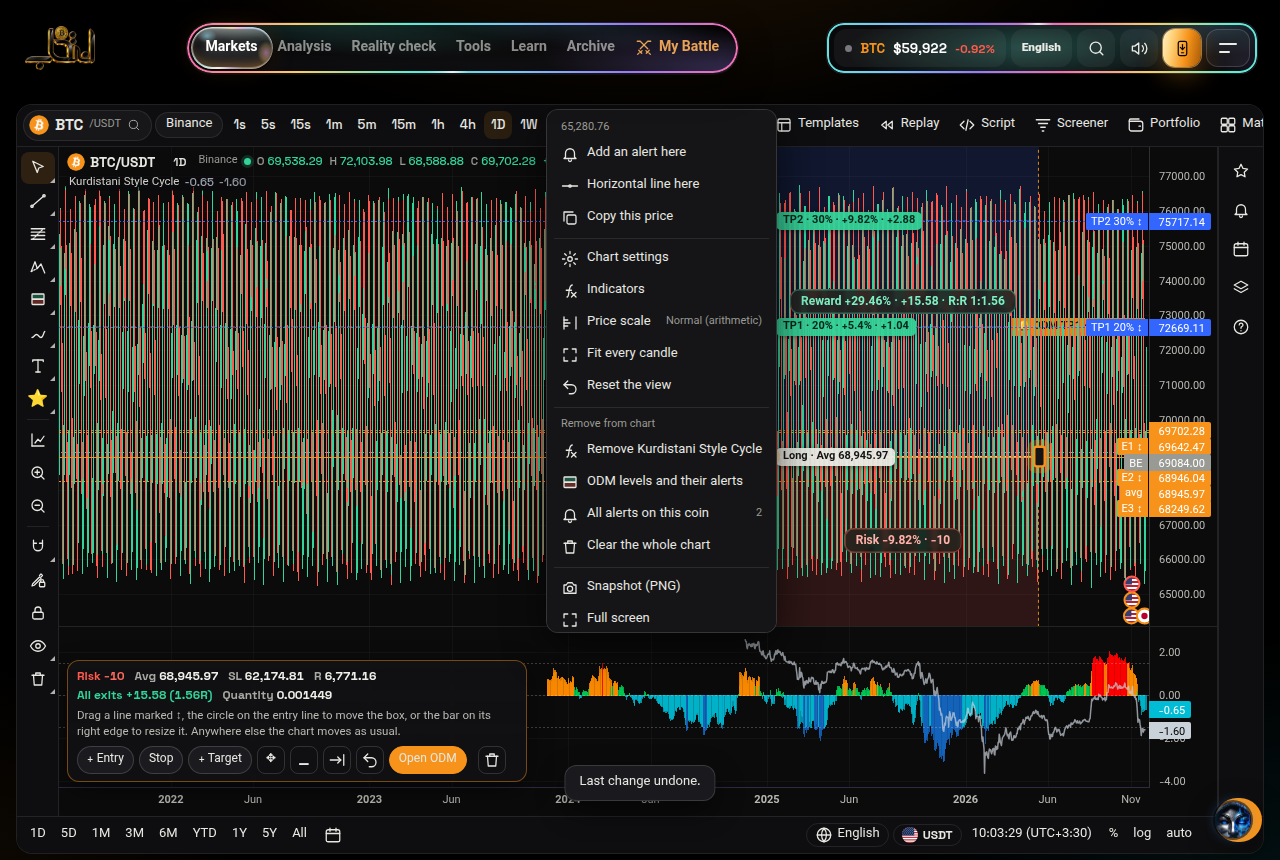 Markets Analysis Reality check Tools Learn Archive My Battle
BTC $59,922 -0.92% English
BTC /USDT Binance 1s 5s 15s 1m 5m 15m 1h 4h 1D 1W Templates Replay Script Screener Portfolio
BTC/USDT 1D Binance O 69,538.29 H 72,103.98 L 68,588.88 C 69,702.28
Kurdistani Style Cycle -0.65 -1.60
65,280.76
Add an alert here
Horizontal line here
Copy this price
Chart settings
Indicators
Price scale Normal (arithmetic)
Fit every candle
Reset the view
Remove from chart
Remove Kurdistani Style Cycle
ODM levels and their alerts
All alerts on this coin 2
Clear the whole chart
Snapshot (PNG)
Full screen
TP2 · 30% · +9.82% · +2.88
Reward +29.46% · +15.58 · R:R 1:1.56
TP1 · 20% · +5.4% · +1.04
Long · Avg 68,945.97
Risk -9.82% · -10
77000.00
76000.00
TP2 30% ↕ 75717.14
75000.00
74000.00
73000.00
TP1 20% ↕ 72669.11
72000.00
71000.00
70000.00
69702.28
E1 ↕ 69642.47
BE 69084.00
E2 ↕ 68946.04
avg 68945.97
E3 ↕ 68249.62
67000.00
66000.00
65000.00
2.00
0.00
-0.65
-1.60
-2.00
-4.00
Risk -10 Avg 68,945.97 SL 62,174.81 R 6,771.16
All exits +15.58 (1.56R) Quantity 0.001449
Drag a line marked ↕, the circle on the entry line to move the box, or the bar on its
right edge to resize it. Anywhere else the chart moves as usual.
+ Entry Stop + Target Open ODM
Last change undone.
2022 Jun 2023 Jun 2024 Jun 2025 Jun 2026 Jun Nov
1D 5D 1M 3M 6M YTD 1Y 5Y All English USDT 10:03:29 (UTC+3:30) % log auto